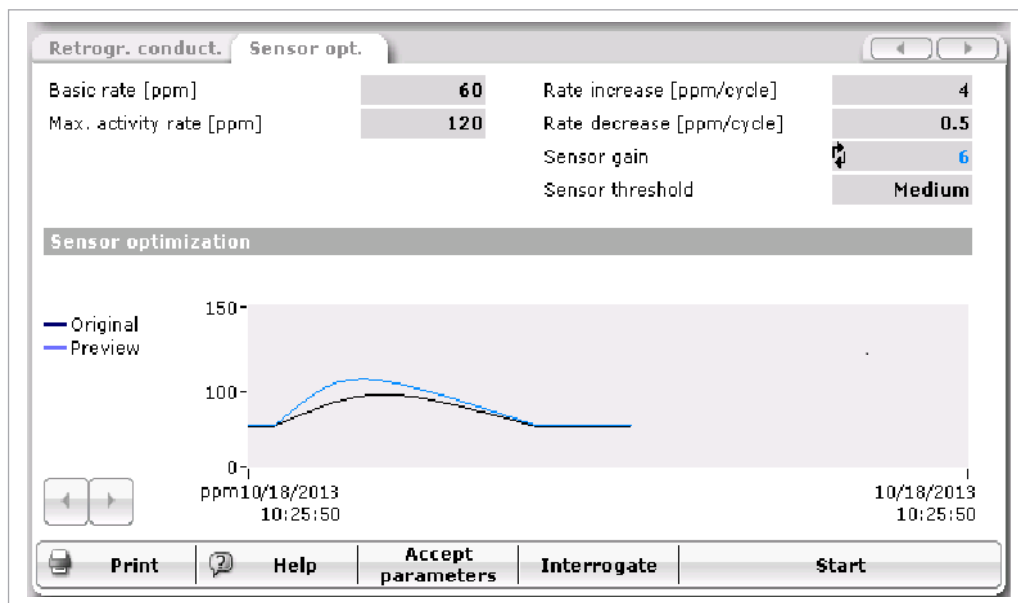 Retrogr. conduct. Sensor opt.
Basic rate [ppm] 60 Rate increase [ppm/cycle] 4
Max. activity rate [ppm] 120 Rate decrease [ppm/cycle] 0.5
Sensor gain 6
Sensor threshold Medium
Sensor optimization
150
Original
Preview
100
0
ppm 10/18/2013 10/18/2013
10:25:50 10:25:50
Print Help Accept parameters Interrogate Start